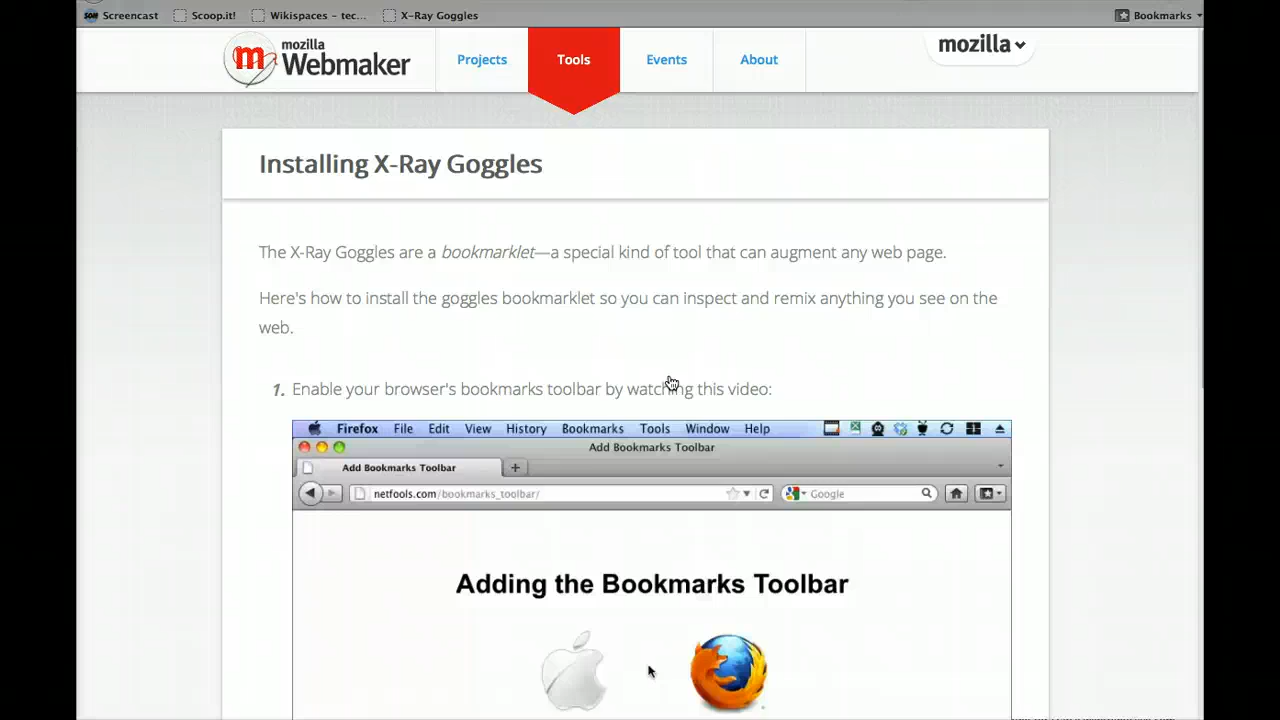 Screencast Scoop.it! Wikispaces - tec... X-Ray Goggles Bookmarks
mozilla
Webmaker
Projects Tools Events About
mozilla
Installing X-Ray Goggles
The X-Ray Goggles are a bookmarklet—a special kind of tool that can augment any web page.
Here's how to install the goggles bookmarklet so you can inspect and remix anything you see on the
web.
1. Enable your browser's bookmarks toolbar by watching this video:
Firefox File Edit View History Bookmarks Tools Window Help
Add Bookmarks Toolbar
Add Bookmarks Toolbar
netfools.com/bookmarks_toolbar/ Google
Adding the Bookmarks Toolbar